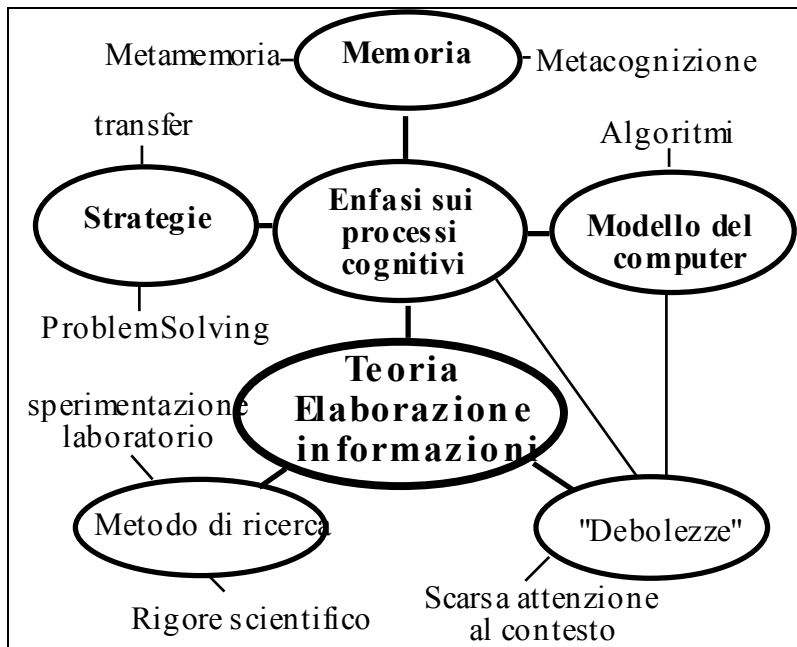 Memoria
Metamemoria
Metacognizione
transfer
Algoritmi
Strategie
Enfasi sui
processi
cognitivi
Modello del
computer
ProblemSolving
Teoria
Elaborazione
informazioni
sperimentazione
laboratorio
Metodo di ricerca
"Debolezze"
Rigore scientifico
Scarsa attenzione
al contesto